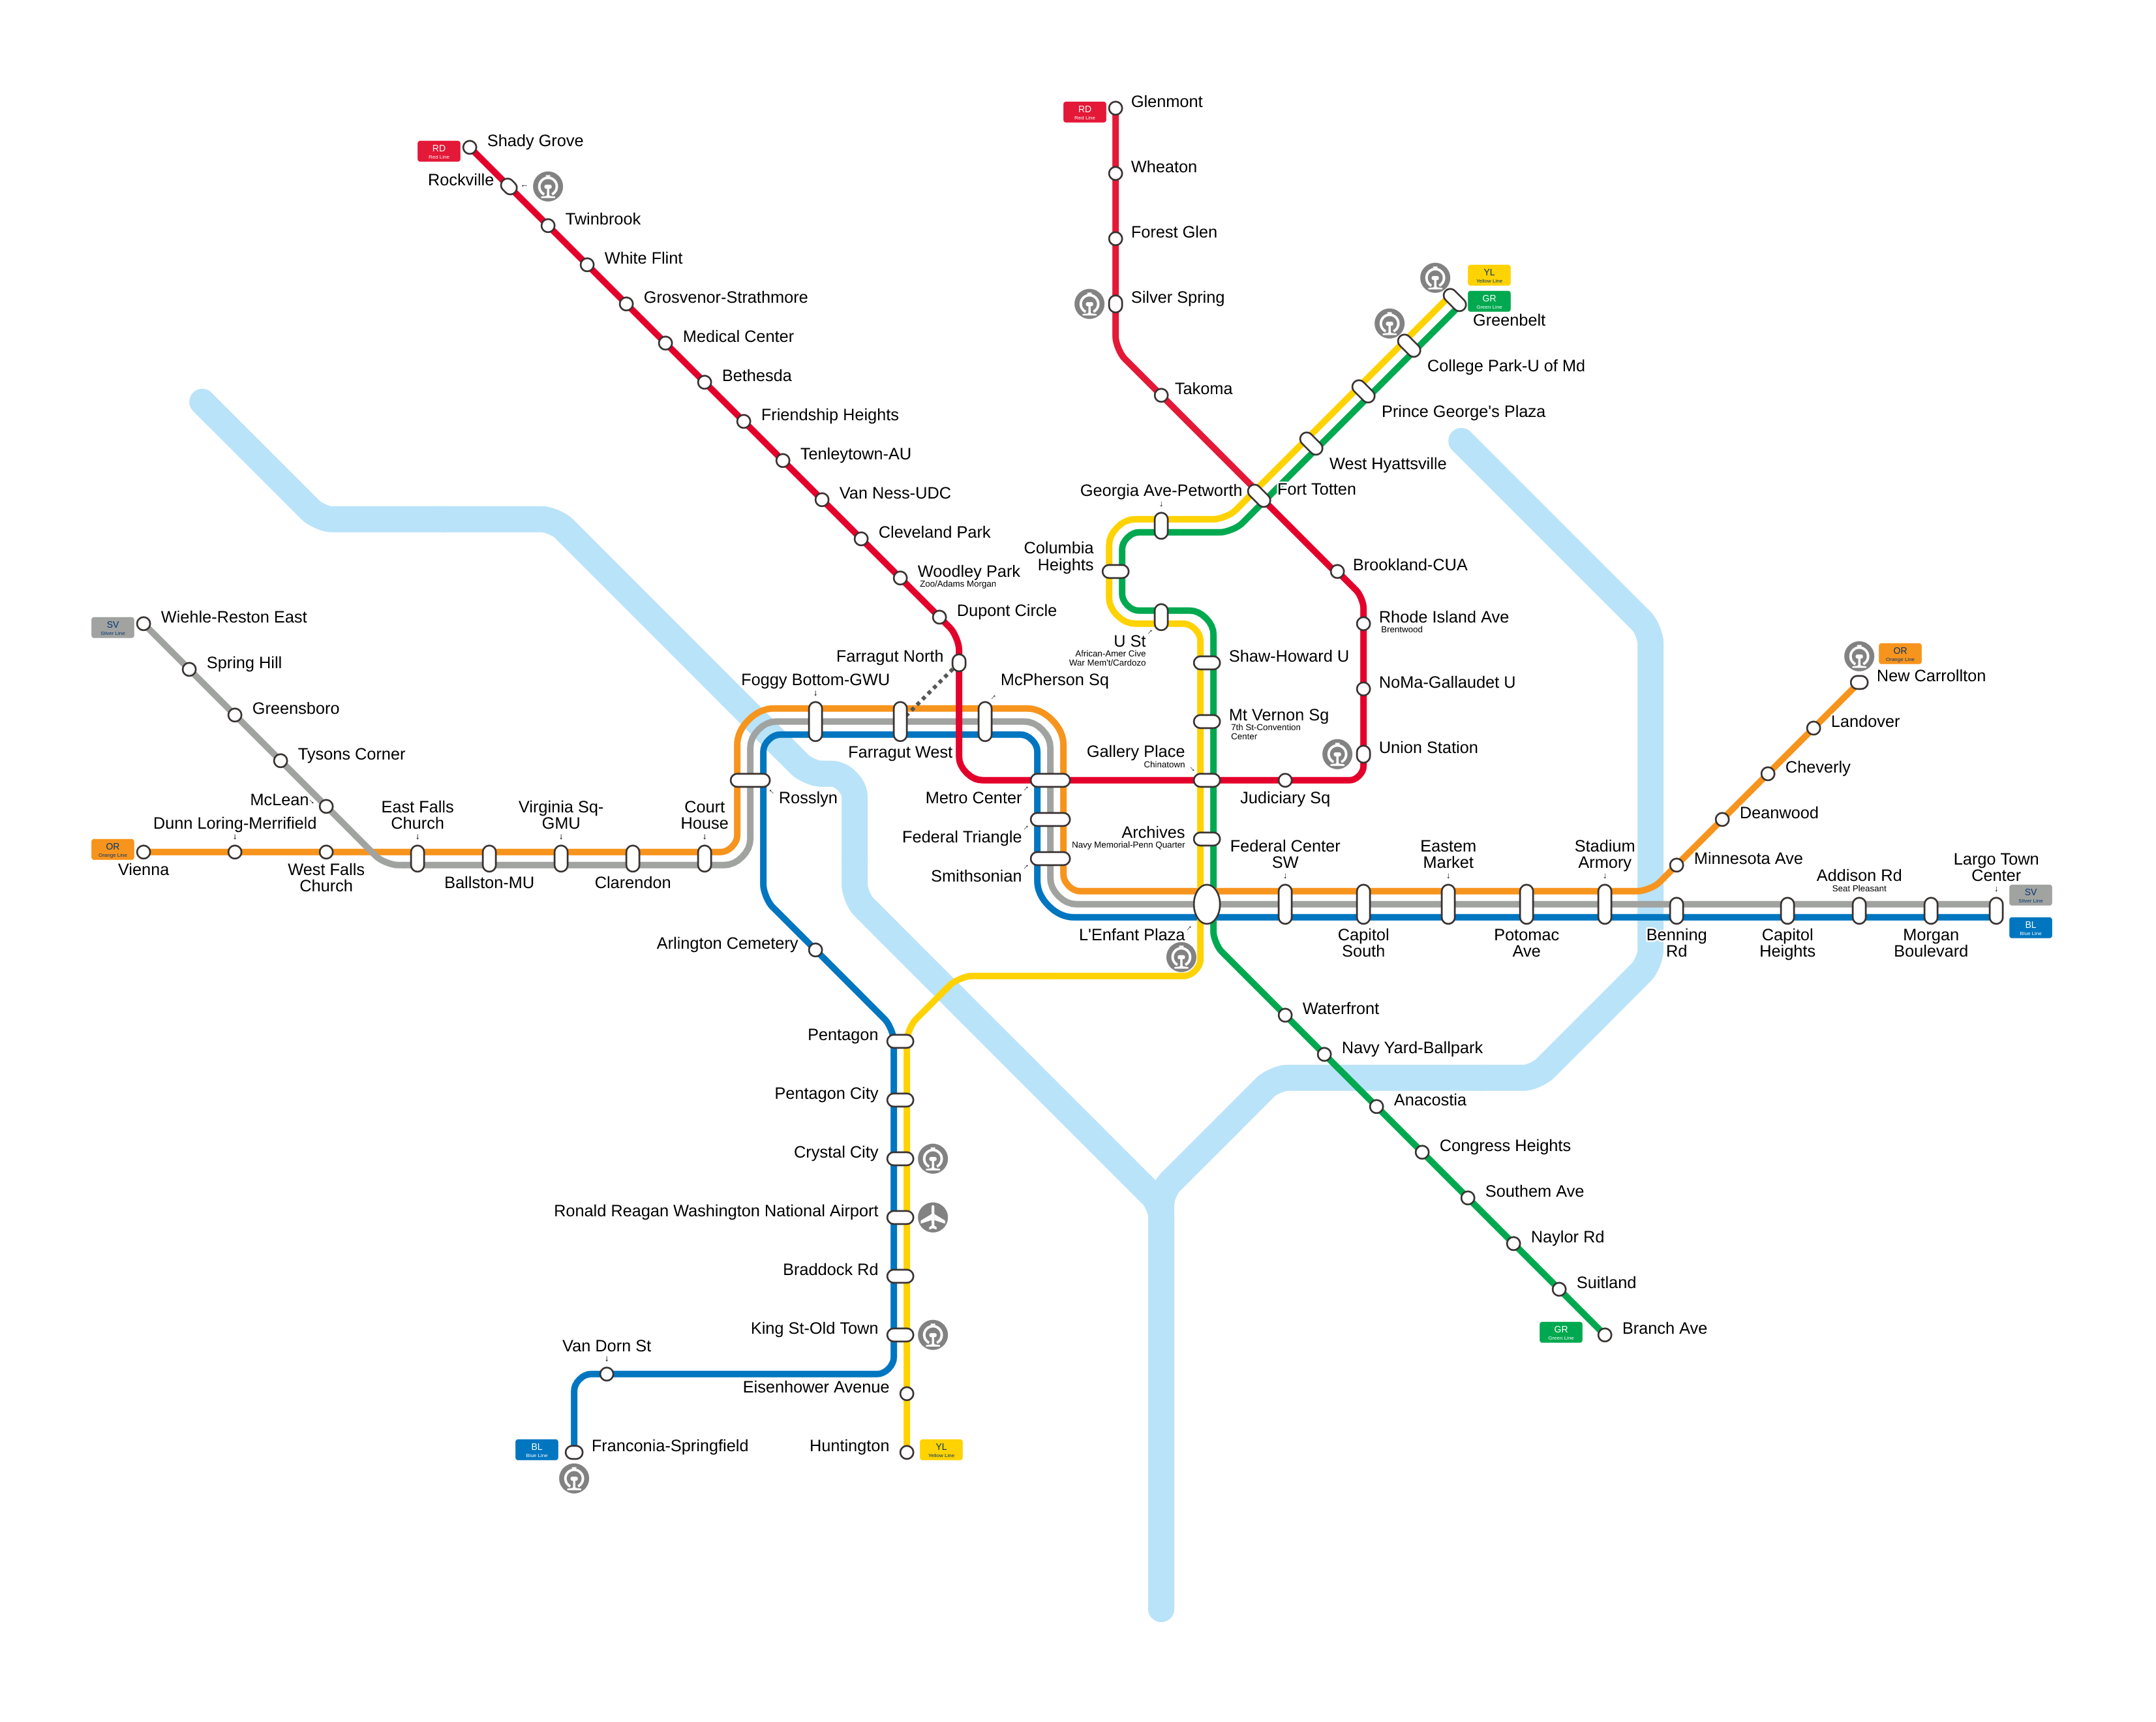 Glenmont
RD
Red Line
Shady Grove
RD
Red Line
Rockville
Wheaton
Twinbrook
Forest Glen
White Flint
YL
Yellow Line
Grosvenor-Strathmore
Silver Spring
GR
Green Line
Greenbelt
Medical Center
College Park-U of Md
Bethesda
Takoma
Friendship Heights
Prince George's Plaza
Tenleytown-AU
West Hyattsville
Van Ness-UDC
Georgia Ave-Petworth
Fort Totten
Cleveland Park
Columbia
Heights
Woodley Park
Zoo/Adams Morgan
Brookland-CUA
Dupont Circle
Wiehle-Reston East
SV
Silver Line
Rhode Island Ave
Brentwood
U St
African-Amer Cive
War Mem't/Cardozo
Farragut North
Shaw-Howard U
OR
Orange Line
Spring Hill
New Carrollton
Foggy Bottom-GWU
McPherson Sq
NoMa-Gallaudet U
Greensboro
Mt Vernon Sg
7th St-Convention
Center
Landover
Tysons Corner
Farragut West
Gallery Place
Chinatown
Union Station
Cheverly
McLean
Rosslyn
Metro Center
Judiciary Sq
Dunn Loring-Merrifield
East Falls
Church
Virginia Sq-
GMU
Court
House
Deanwood
Federal Triangle
Archives
Navy Memorial-Penn Quarter
OR
Orange Line
Vienna
West Falls
Church
Ballston-MU
Clarendon
Smithsonian
Federal Center
SW
Eastem
Market
Stadium
Armory
Minnesota Ave
Addison Rd
Seat Pleasant
Largo Town
Center
SV
Silver Line
BL
Blue Line
Arlington Cemetery
L'Enfant Plaza
Capitol
South
Potomac
Ave
Benning
Rd
Capitol
Heights
Morgan
Boulevard
Waterfront
Pentagon
Navy Yard-Ballpark
Pentagon City
Anacostia
Crystal City
Congress Heights
Ronald Reagan Washington National Airport
Southem Ave
Naylor Rd
Braddock Rd
Suitland
King St-Old Town
GR
Green Line
Branch Ave
Van Dorn St
Eisenhower Avenue
BL
Blue Line
Franconia-Springfield
Huntington
YL
Yellow Line